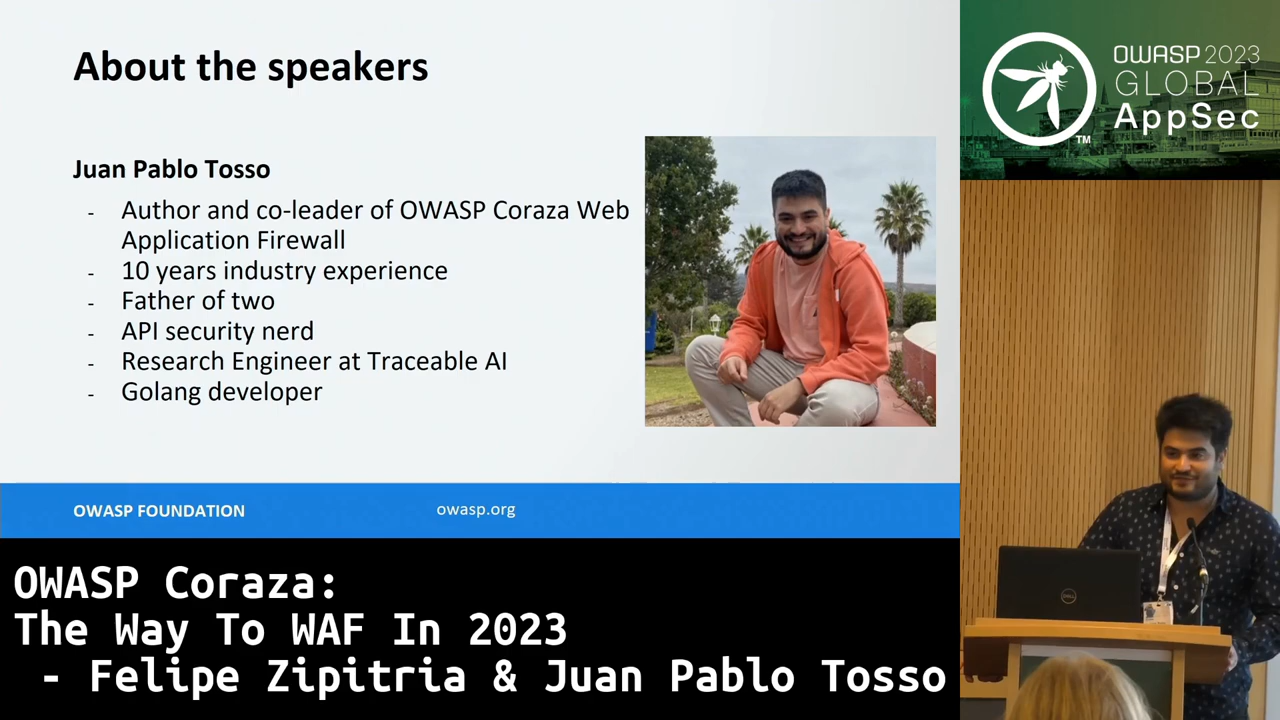 About the speakers
Juan Pablo Tosso
- Author and co-leader of OWASP Coraza Web
Application Firewall
- 10 years industry experience
- Father of two
- API security nerd
- Research Engineer at Traceable AI
- Golang developer
OWASP FOUNDATION
owasp.org
OWASP 2023
GLOBAL
AppSec
TM
DELL
OWASP Coraza:
The Way To WAF In 2023
- Felipe Zipitria & Juan Pablo Tosso